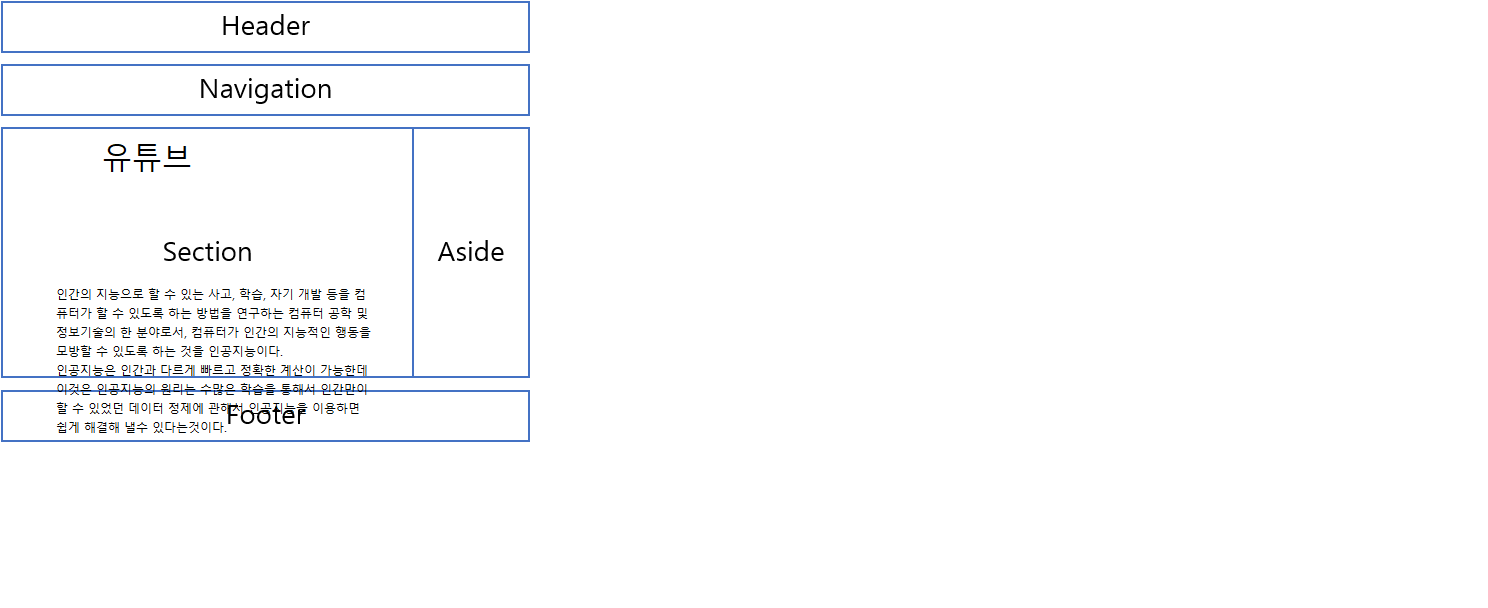 Header
Navigation
유튜브
Section
Aside
인간의 지능으로 할 수 있는 사고, 학습, 자기 개발 등을 컴
퓨터가 할 수 있도록 하는 방법을 연구하는 컴퓨터 공학 및
정보기술의 한 분야로서, 컴퓨터가 인간의 지능적인 행동을
모방할 수 있도록 하는 것을 인공지능이다.
인공지능은 인간과 다르게 빠르고 정확한 계산이 가능한데
이것은 인공지능의 원리는 수많은 학습을 통해서 인간만이
할 수 있었던 데이터 정제에 관해서 인공지능을 이용하면
쉽게 해결해 낼수 있다는것이다.
Footer